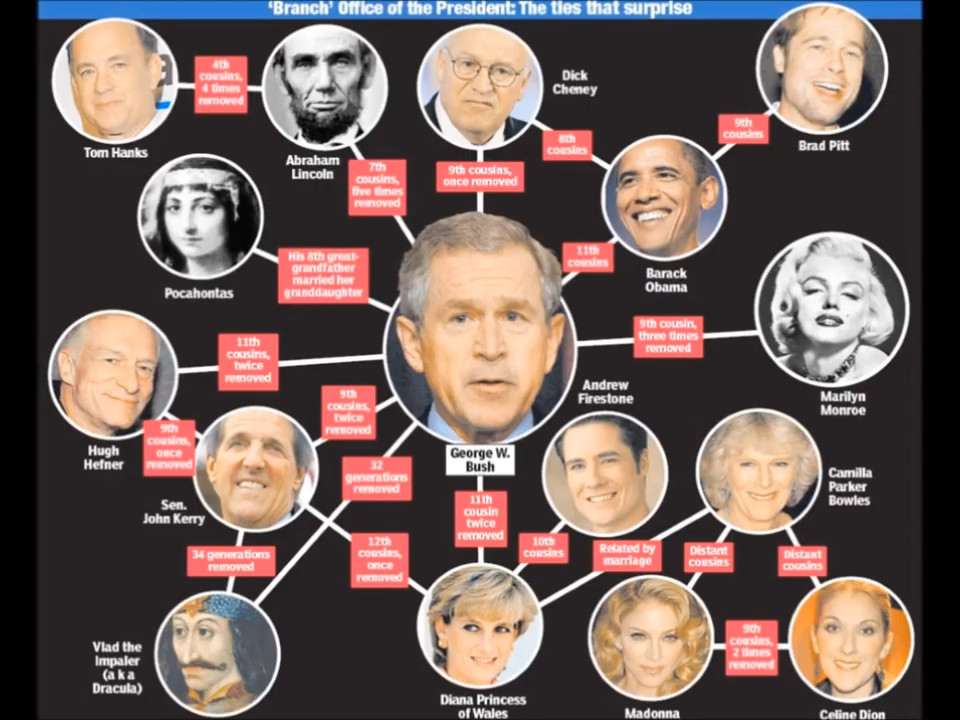 ‘Branch’ Office of the President: The ties that surprise
4th
cousins,
4 times
removed
Tom Hanks
Abraham
Lincoln
Dick
Cheney
8th
cousins
9th
cousins
Brad Pitt
7th
cousins,
five times
removed
9th cousins,
once removed
Pocahontas
His 8th great-
grandfather
married her
granddaughter
11th
cousins
Barack
Obama
11th
cousins,
twice
removed
9th cousin,
three times
removed
Marilyn
Monroe
Hugh
Hefner
9th
cousins,
once
removed
9th
cousins,
twice
removed
Andrew
Firestone
George W.
Bush
32
generations
removed
Sen.
John Kerry
Camilla
Parker
Bowles
34 generations
removed
12th
cousins,
once
removed
11th
cousin
twice
removed
10th
cousins
Related by
marriage
Distant
cousins
Distant
cousins
Vlad the
Impaler
(a k a
Dracula)
Diana Princess
of Wales
Madonna
9th
cousins,
2 times
removed
Celine Dion